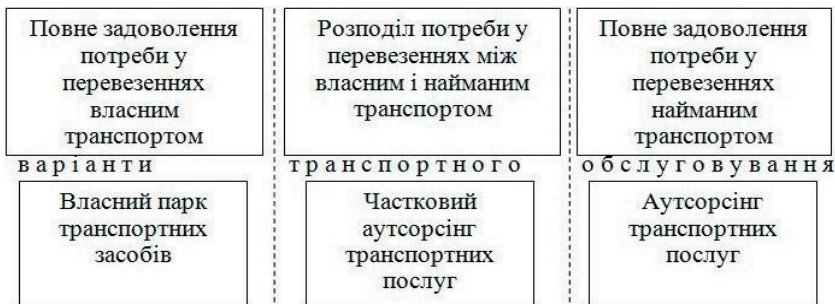 Повне задоволення
потреби у
перевезеннях
власним
транспортом
Розподіл потреби у
перевезеннях між
власним і найманим
транспортом
Повне задоволення
потреби у
перевезеннях
найманим
транспортом
варіанти транспортного обслуговування
Власний парк
транспортних
засобів
Частковий
аутсорсінг
транспортних
послуг
Аутсорсінг
транспортних
послуг